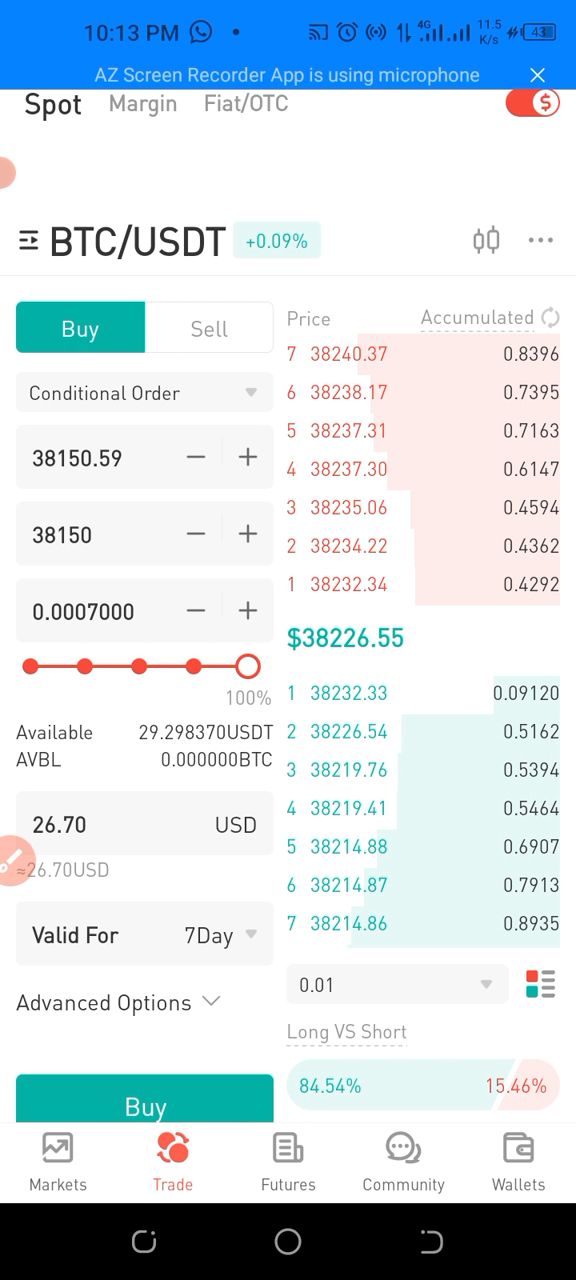 10:13 PM 4G 11.5 K/s 43
AZ Screen Recorder App is using microphone
Spot Margin Fiat/OTC
BTC/USDT +0.09%
Buy Sell
Conditional Order
38150.59
38150
0.0007000
100%
Available 29.298370USDT
AVBL 0.000000BTC
26.70 USD
≈26.70USD
Valid For 7Day
Advanced Options
Buy
Price Accumulated
7 38240.37 0.8396
6 38238.17 0.7395
5 38237.31 0.7163
4 38237.30 0.6147
3 38235.06 0.4594
2 38234.22 0.4362
1 38232.34 0.4292
$38226.55
1 38232.33 0.09120
2 38226.54 0.5162
3 38219.76 0.5394
4 38219.41 0.5464
5 38214.88 0.6907
6 38214.87 0.7913
7 38214.86 0.8935
0.01
Long VS Short
84.54% 15.46%
Markets Trade Futures Community Wallets